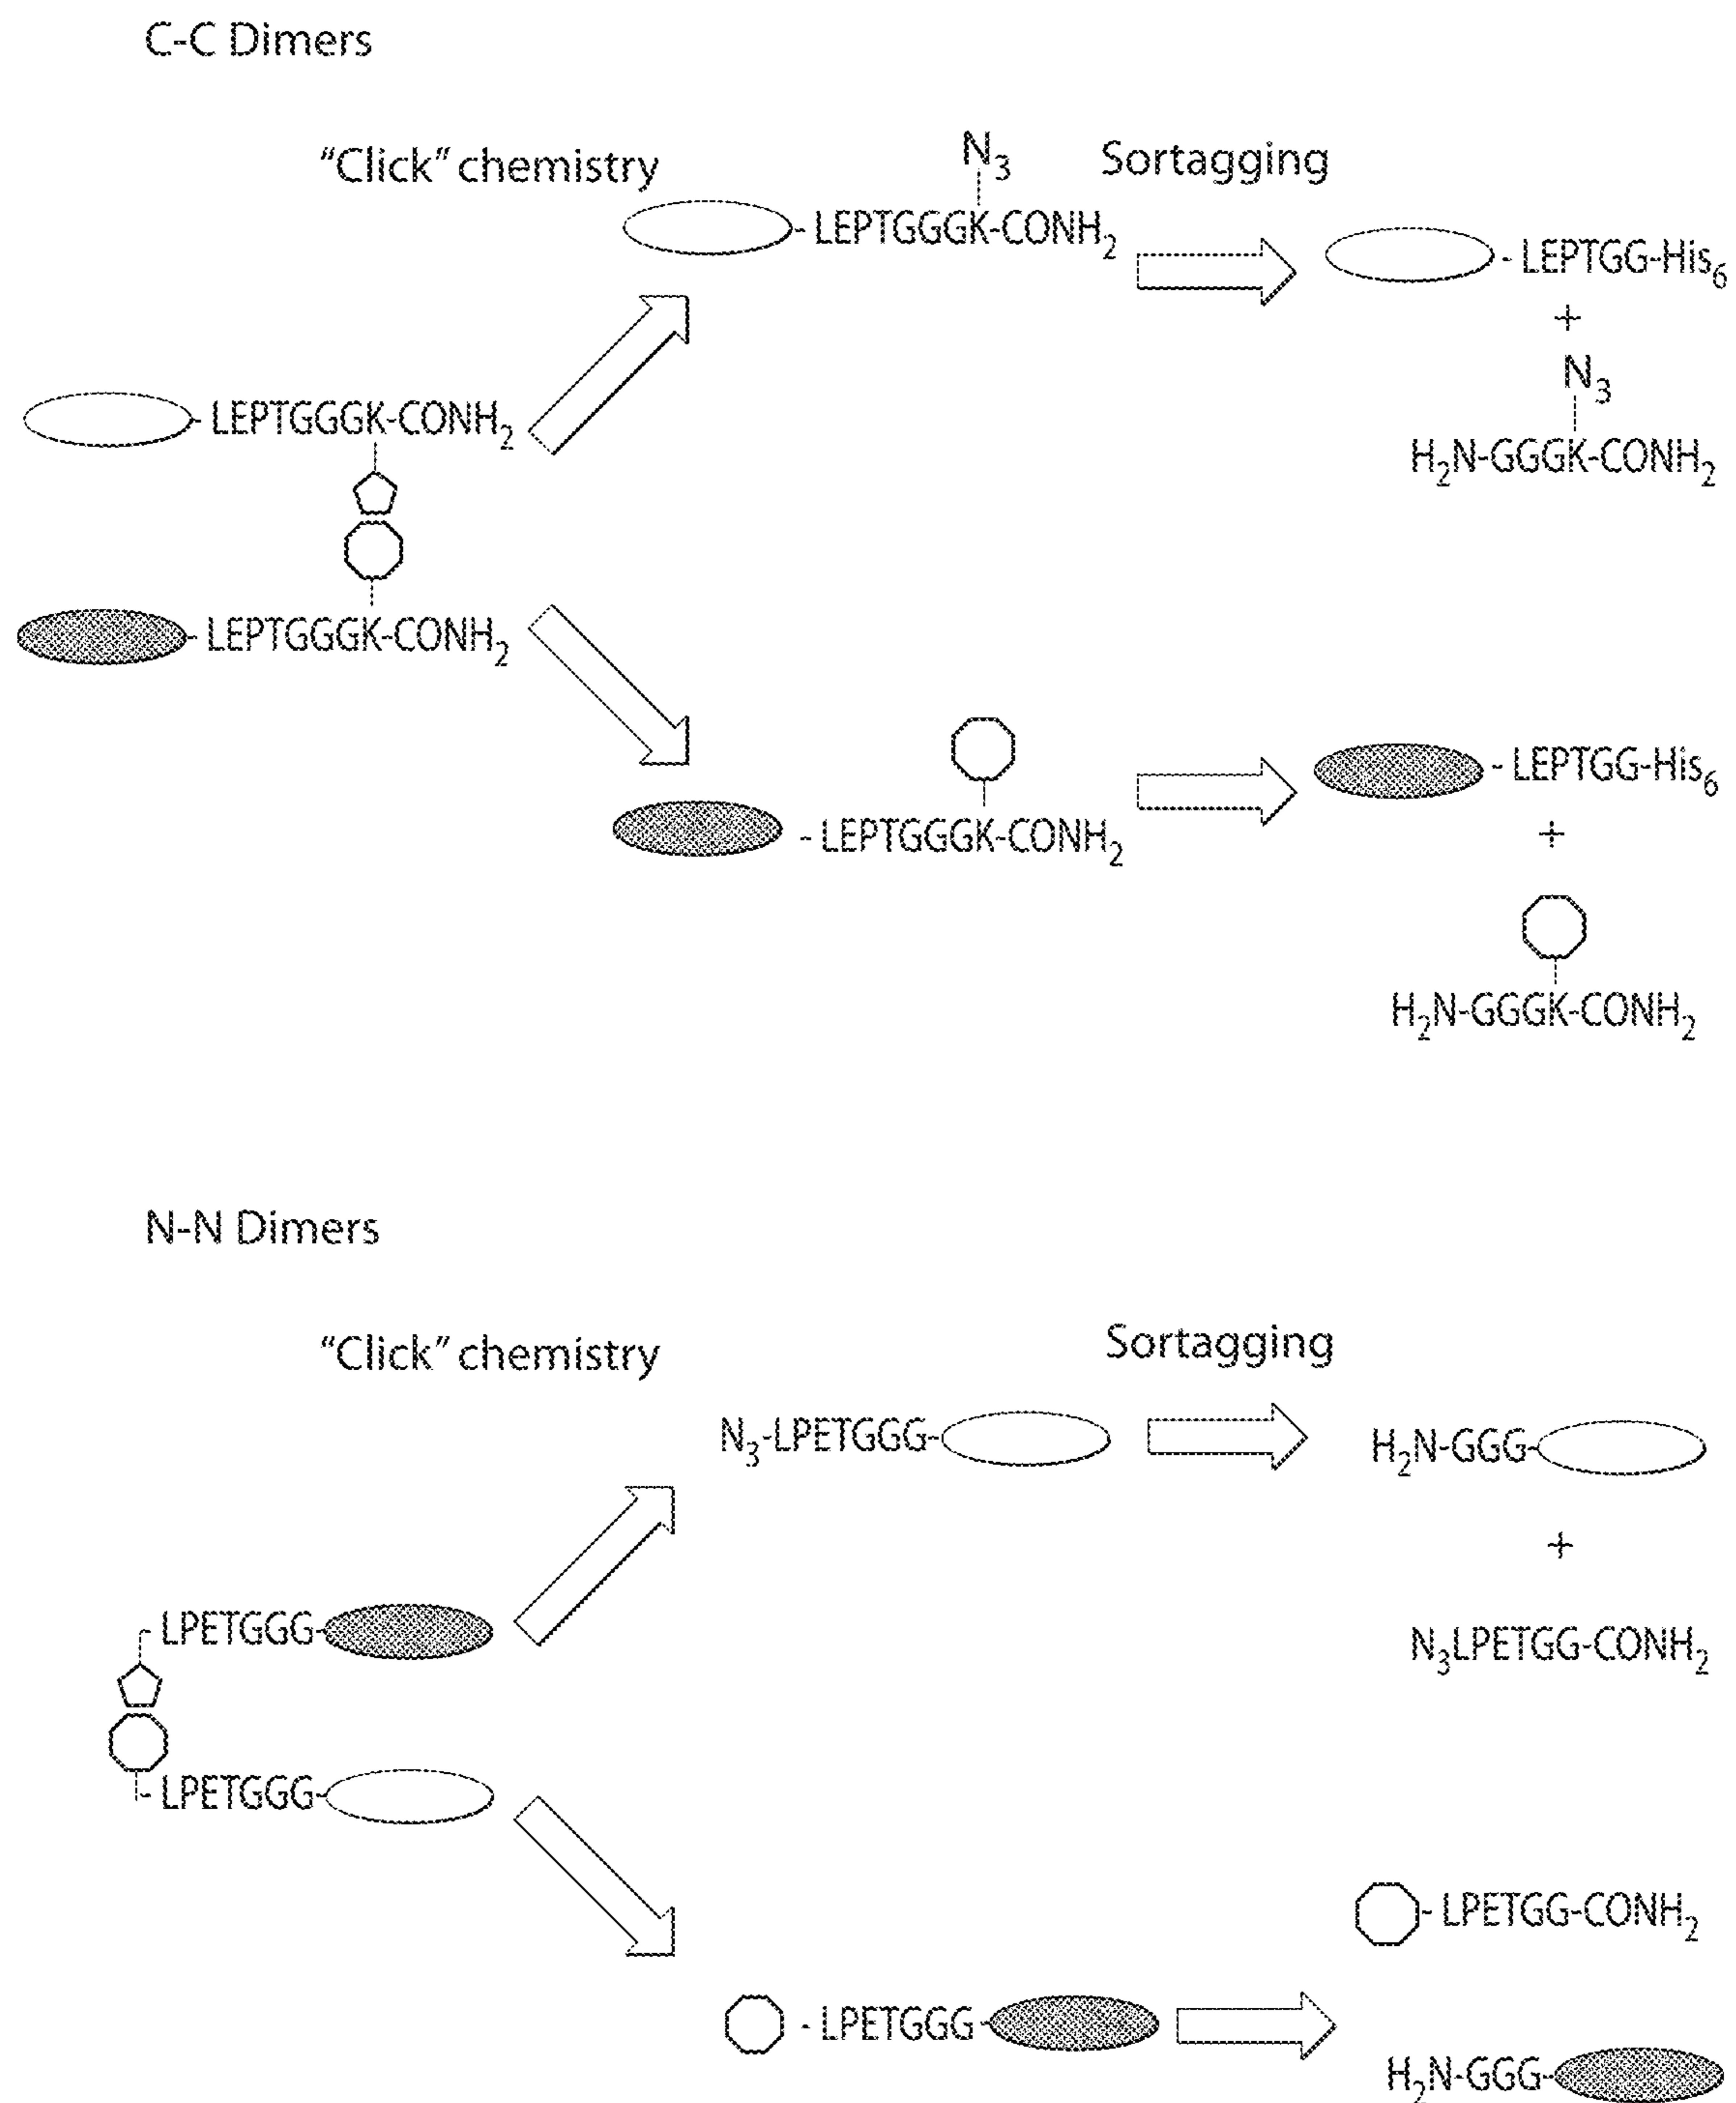 C-C Dimers
"Click" chemistry
Sortagging
N3
- LEPTGGGK-CONH2
- LEPTGG-His6
+
N3
H2N-GGGK-CONH2
- LEPTGGGK-CONH2
- LEPTGGGK-CONH2
- LEPTGGGK-CONH2
- LEPTGG-His6
+
H2N-GGGK-CONH2
N-N Dimers
"Click" chemistry
Sortagging
N3-LPETGGG-
H2N-GGG-
+
N3LPETGG-CONH2
LPETGGG-
- LPETGGG-
- LPETGG-CONH2
- LPETGGG-
H2N-GGG-